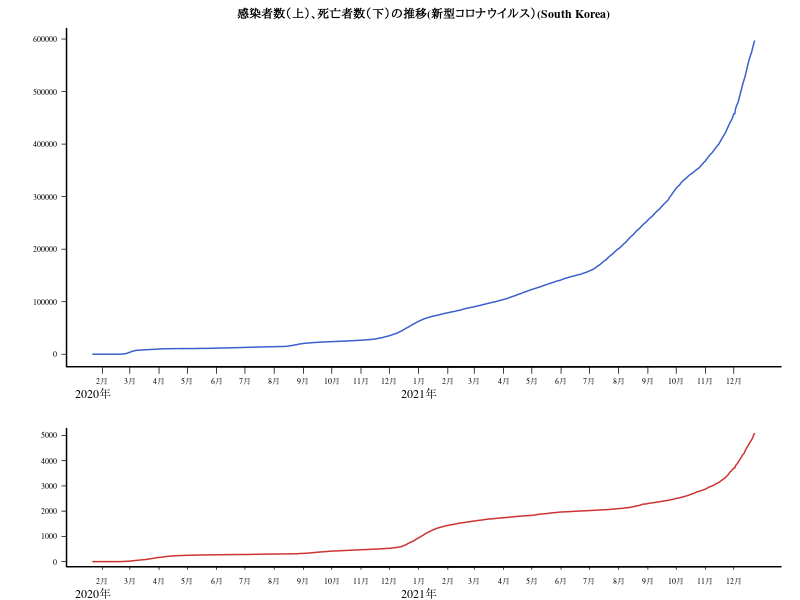 感染者数（上）、死亡者数（下）の推移(新型コロナウイルス）(South Korea)
600000
500000
400000
300000
200000
100000
0
2月 3月 4月 5月 6月 7月 8月 9月 10月 11月 12月 1月 2月 3月 4月 5月 6月 7月 8月 9月 10月 11月 12月
2020年 2021年
5000
4000
3000
2000
1000
0
2月 3月 4月 5月 6月 7月 8月 9月 10月 11月 12月 1月 2月 3月 4月 5月 6月 7月 8月 9月 10月 11月 12月
2020年 2021年